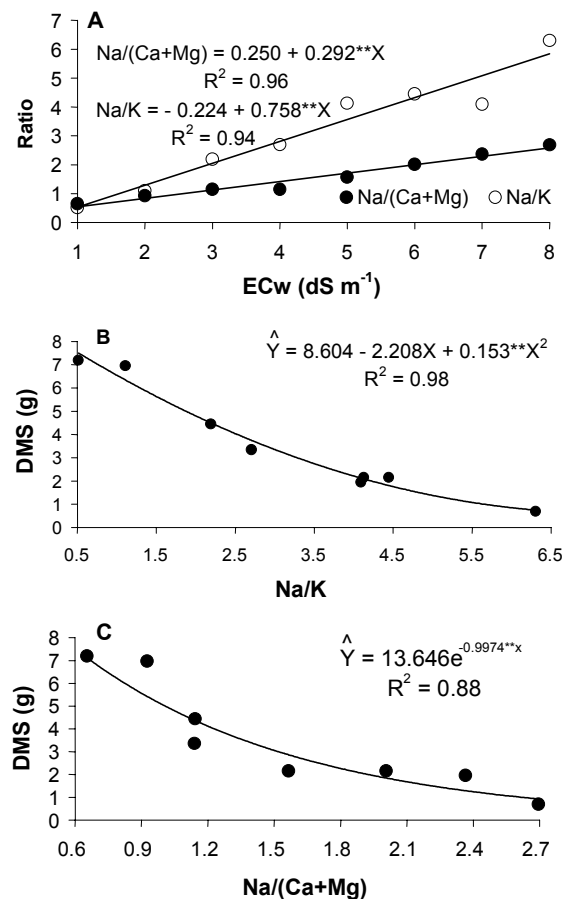 A
7
6
5
4
3
2
1
0
Ratio
Na/(Ca+Mg) = 0.250 + 0.292**X
R² = 0.96
Na/K = - 0.224 + 0.758**X
R² = 0.94
● Na/(Ca+Mg) ○ Na/K
1 2 3 4 5 6 7 8
ECw (dS m⁻¹)
B
8
7
6
5
4
3
2
1
0
DMS (g)
Ŷ = 8.604 - 2.208X + 0.153**X²
R² = 0.98
0.5 1.5 2.5 3.5 4.5 5.5 6.5
Na/K
C
8
7
6
5
4
3
2
1
0
DMS (g)
Ŷ = 13.646e^-0.9974**x
R² = 0.88
0.6 0.9 1.2 1.5 1.8 2.1 2.4 2.7
Na/(Ca+Mg)